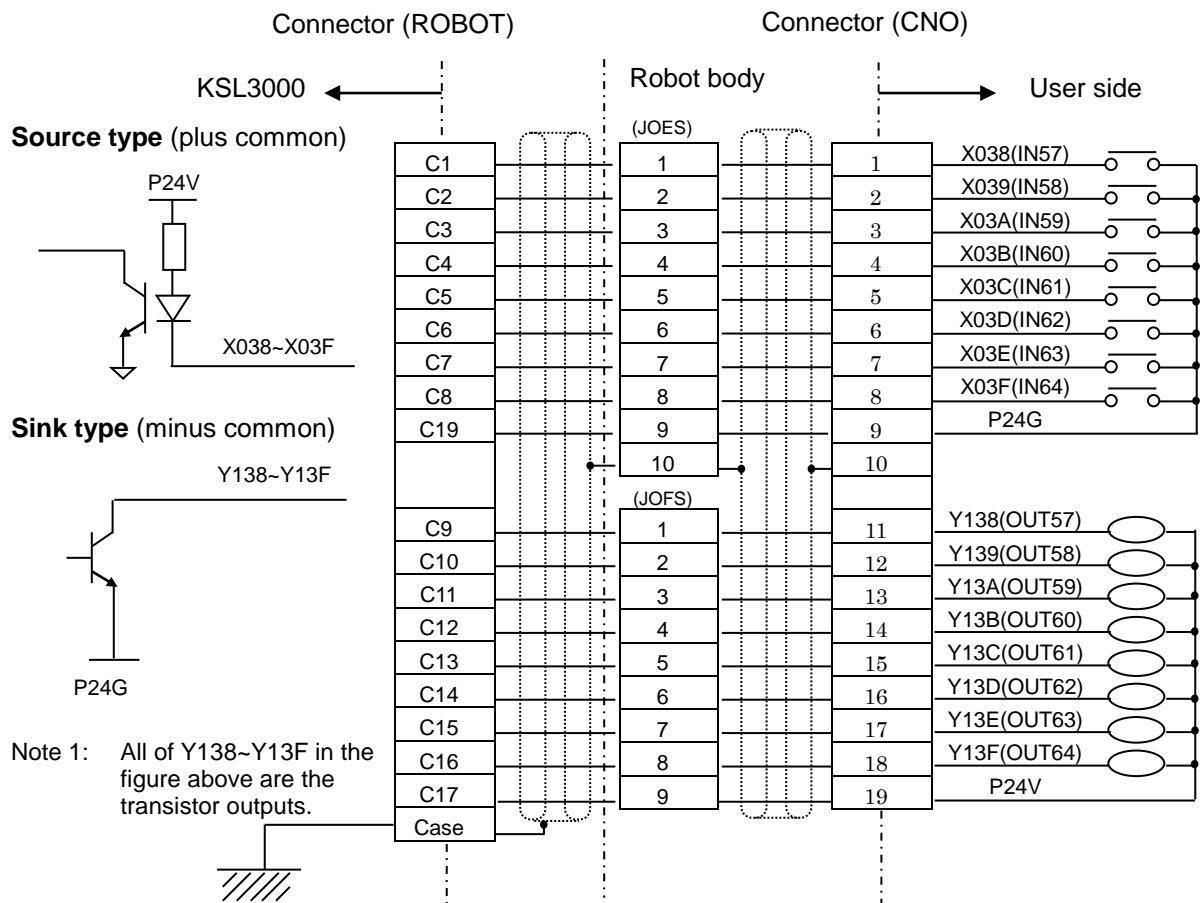 Connector (ROBOT)
Connector (CNO)
KSL3000
Robot body
User side
Source type (plus common)
P24V
X038~X03F
Sink type (minus common)
Y138~Y13F
P24G
Note 1: All of Y138~Y13F in the
figure above are the
transistor outputs.
C1
C2
C3
C4
C5
C6
C7
C8
C19
C9
C10
C11
C12
C13
C14
C15
C16
C17
Case
(JOES)
1
2
3
4
5
6
7
8
9
10
(JOFS)
1
2
3
4
5
6
7
8
9
1
2
3
4
5
6
7
8
9
10
11
12
13
14
15
16
17
18
19
X038(IN57)
X039(IN58)
X03A(IN59)
X03B(IN60)
X03C(IN61)
X03D(IN62)
X03E(IN63)
X03F(IN64)
P24G
Y138(OUT57)
Y139(OUT58)
Y13A(OUT59)
Y13B(OUT60)
Y13C(OUT61)
Y13D(OUT62)
Y13E(OUT63)
Y13F(OUT64)
P24V